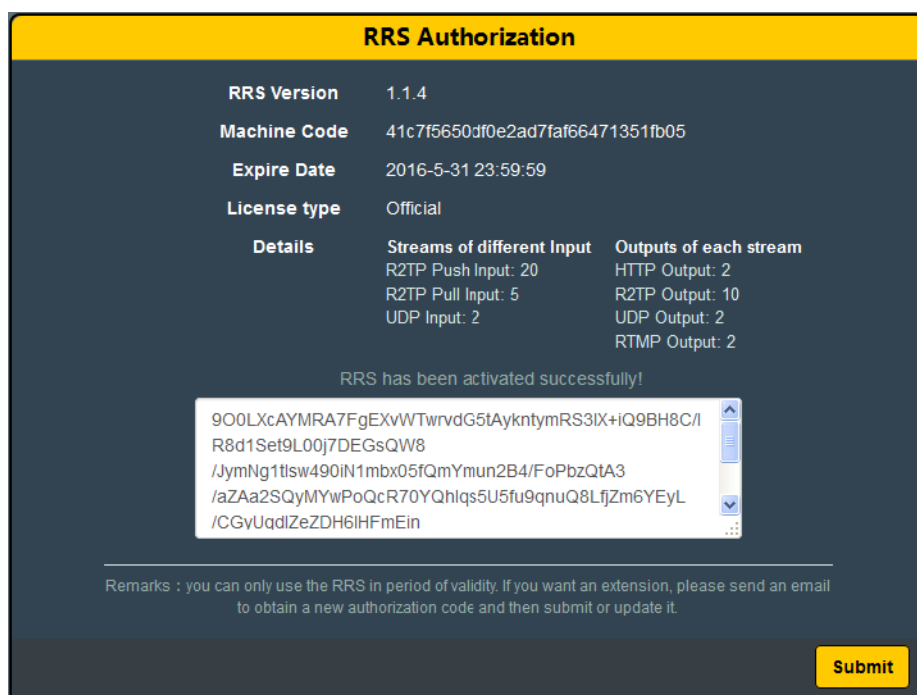 RRS Authorization
RRS Version 1.1.4
Machine Code 41c7f5650df0e2ad7faf66471351fb05
Expire Date 2016-5-31 23:59:59
License type Official
Details Streams of different Input Outputs of each stream
R2TP Push Input: 20 HTTP Output: 2
R2TP Pull Input: 5 R2TP Output: 10
UDP Input: 2 UDP Output: 2
RTMP Output: 2
RRS has been activated successfully!
9O0LXcAYMRA7FgEXvWTwrvdG5tAykntymRS3lX+iQ9BH8C/l
R8d1Set9L00j7DEGsQW8
/JymNg1tlsw490iN1mbx05fQmYmun2B4/FoPbzQtA3
/aZAa2SQyMYwPoQcR70YQhlqs5U5fu9qnuQ8LfjZm6YEyL
/CGvUqdlZeZDH6lHFmEin
Remarks : you can only use the RRS in period of validity. If you want an extension, please send an email
to obtain a new authorization code and then submit or update it.
Submit